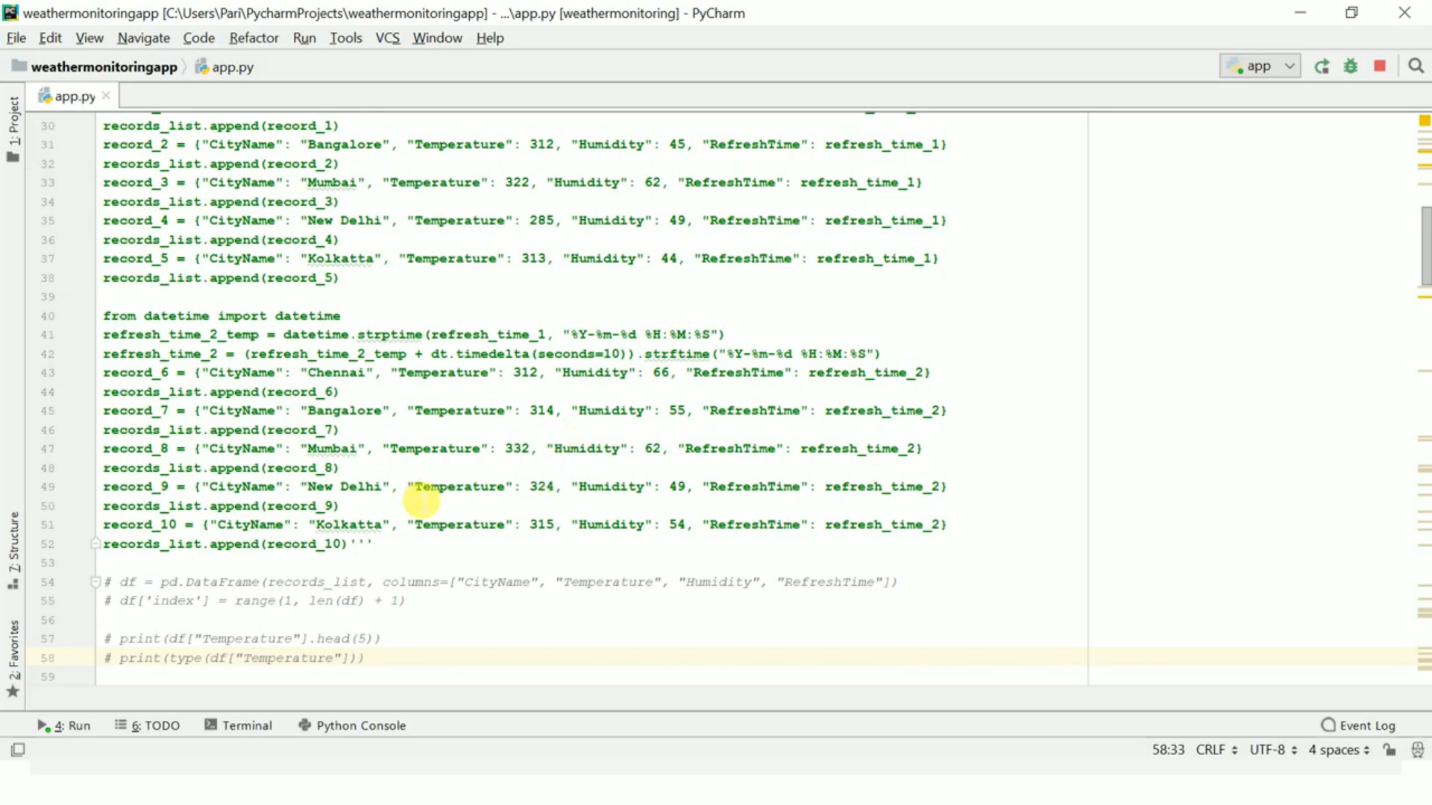 weathermonitoringapp [C:\Users\Pari\PycharmProjects\weathermonitoringapp] - ...\app.py [weathermonitoring] - PyCharm
File Edit View Navigate Code Refactor Run Tools VCS Window Help
weathermonitoringapp app.py app
app.py
1: Project
30 records_list.append(record_1)
31 record_2 = {"CityName": "Bangalore", "Temperature": 312, "Humidity": 45, "RefreshTime": refresh_time_1}
32 records_list.append(record_2)
33 record_3 = {"CityName": "Mumbai", "Temperature": 322, "Humidity": 62, "RefreshTime": refresh_time_1}
34 records_list.append(record_3)
35 record_4 = {"CityName": "New Delhi", "Temperature": 285, "Humidity": 49, "RefreshTime": refresh_time_1}
36 records_list.append(record_4)
37 record_5 = {"CityName": "Kolkatta", "Temperature": 313, "Humidity": 44, "RefreshTime": refresh_time_1}
38 records_list.append(record_5)
39
40 from datetime import datetime
41 refresh_time_2_temp = datetime.strptime(refresh_time_1, "%Y-%m-%d %H:%M:%S")
42 refresh_time_2 = (refresh_time_2_temp + dt.timedelta(seconds=10)).strftime("%Y-%m-%d %H:%M:%S")
43 record_6 = {"CityName": "Chennai", "Temperature": 312, "Humidity": 66, "RefreshTime": refresh_time_2}
44 records_list.append(record_6)
45 record_7 = {"CityName": "Bangalore", "Temperature": 314, "Humidity": 55, "RefreshTime": refresh_time_2}
46 records_list.append(record_7)
47 record_8 = {"CityName": "Mumbai", "Temperature": 332, "Humidity": 62, "RefreshTime": refresh_time_2}
48 records_list.append(record_8)
49 record_9 = {"CityName": "New Delhi", "Temperature": 324, "Humidity": 49, "RefreshTime": refresh_time_2}
50 records_list.append(record_9)
51 record_10 = {"CityName": "Kolkatta", "Temperature": 315, "Humidity": 54, "RefreshTime": refresh_time_2}
52 records_list.append(record_10)'''
53
54 # df = pd.DataFrame(records_list, columns=["CityName", "Temperature", "Humidity", "RefreshTime"])
55 # df['index'] = range(1, len(df) + 1)
56
57 # print(df["Temperature"].head(5))
58 # print(type(df["Temperature"]))
59
7: Structure
2: Favorites
4: Run 6: TODO Terminal Python Console Event Log
58:33 CRLF UTF-8 4 spaces